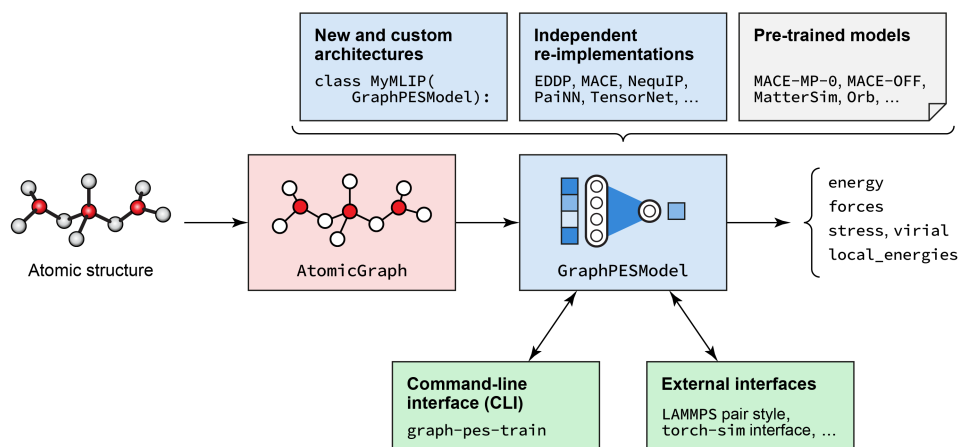 New and custom
architectures
class MyMLIP(
GraphPESModel):
Independent
re-implementations
EDDP, MACE, NequIP,
PaiNN, TensorNet, …
Pre-trained models
MACE-MP-0, MACE-OFF,
MatterSim, Orb, …
Atomic structure
AtomicGraph
GraphPESModel
energy
forces
stress, virial
local_energies
Command-line
interface (CLI)
graph-pes-train
External interfaces
LAMMPS pair style,
torch-sim interface, …